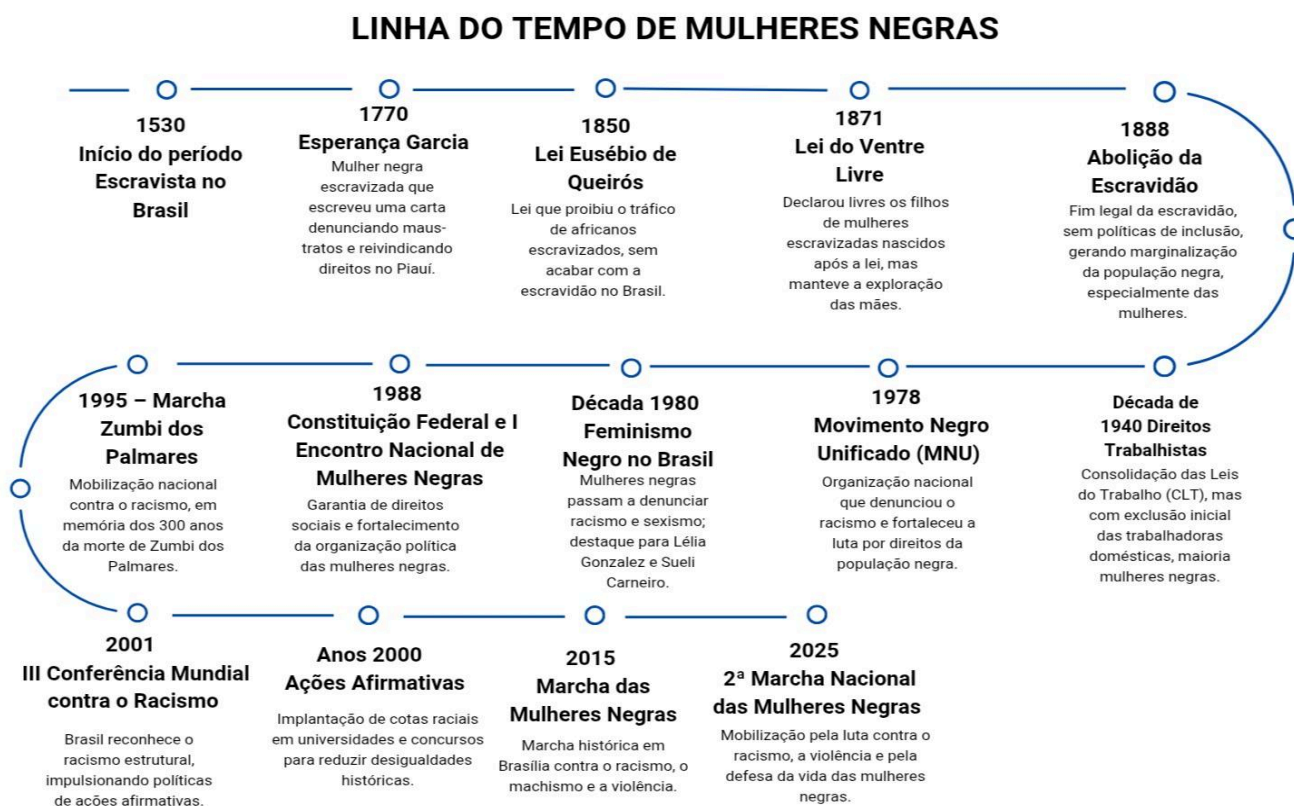 LINHA DO TEMPO DE MULHERES NEGRAS
1530
Início do período
Escravista no
Brasil
1770
Esperança Garcia
Mulher negra
escravizada que
escreveu uma carta
denunciando maus-
tratos e reivindicando
direitos no Piauí.
1850
Lei Eusébio de
Queirós
Lei que proibiu o tráfico
de africanos
escravizados, sem
acabar com a
escravidão no Brasil.
1871
Lei do Ventre
Livre
Declarou livres os filhos
de mulheres
escravizadas nascidos
após a lei, mas
manteve a exploração
das mães.
1888
Abolição da
Escravidão
Fim legal da escravidão,
sem políticas de inclusão,
gerando marginalização
da população negra,
especialmente das
mulheres.
Década de
1940 Direitos
Trabalhistas
Consolidação das Leis
do Trabalho (CLT), mas
com exclusão inicial
das trabalhadoras
domésticas, maioria
mulheres negras.
1978
Movimento Negro
Unificado (MNU)
Organização nacional
que denunciou o
racismo e fortaleceu a
luta por direitos da
população negra.
Década 1980
Feminismo
Negro no Brasil
Mulheres negras
passam a denunciar
racismo e sexismo;
destaque para Lélia
Gonzalez e Sueli
Carneiro.
1988
Constituição Federal e I
Encontro Nacional de
Mulheres Negras
Garantia de direitos
sociais e fortalecimento
da organização política
das mulheres negras.
1995 – Marcha
Zumbi dos
Palmares
Mobilização nacional
contra o racismo, em
memória dos 300 anos
da morte de Zumbi dos
Palmares.
2001
III Conferência Mundial
contra o Racismo
Brasil reconhece o
racismo estrutural,
impulsionando políticas
de ações afirmativas.
Anos 2000
Ações Afirmativas
Implantação de cotas raciais
em universidades e concursos
para reduzir desigualdades
históricas.
2015
Marcha das
Mulheres Negras
Marcha histórica em
Brasília contra o racismo, o
machismo e a violência.
2025
2ª Marcha Nacional
das Mulheres Negras
Mobilização pela luta contra o
racismo, a violência e pela
defesa da vida das mulheres
negras.